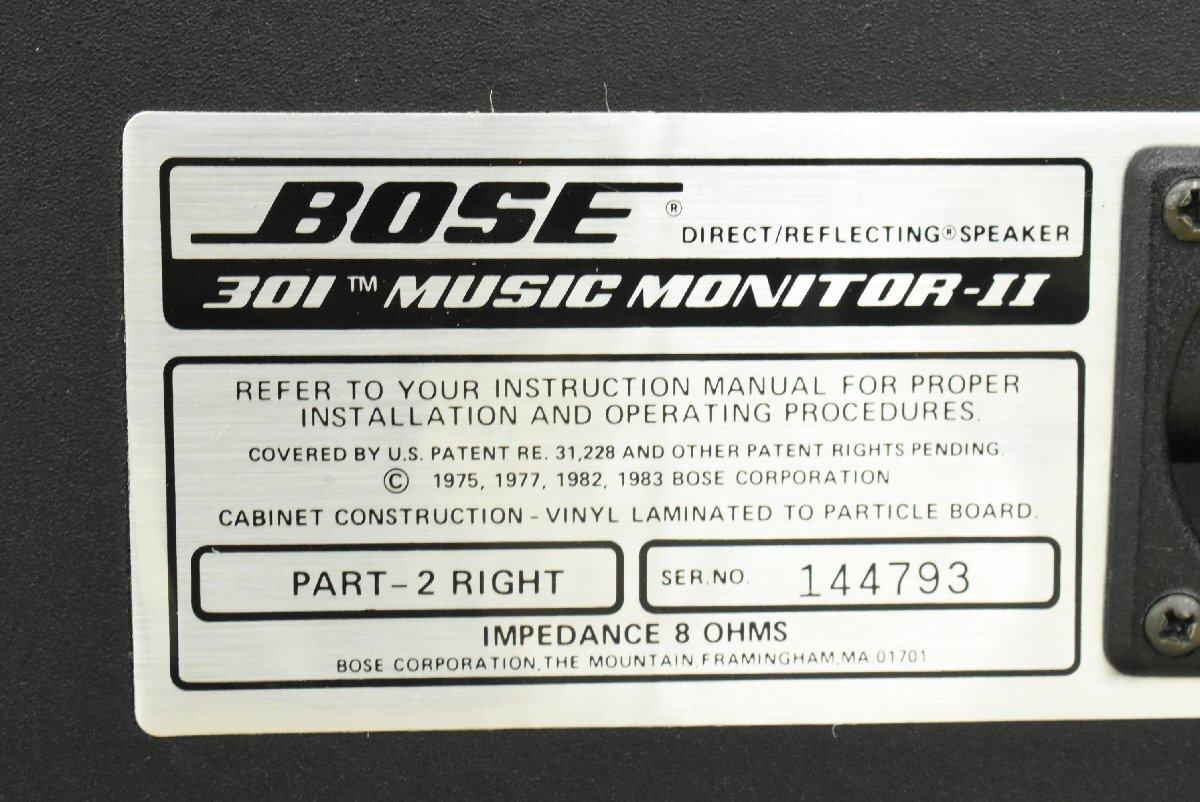 BOSE®
DIRECT/REFLECTING® SPEAKER
301™ MUSIC MONITOR-II
REFER TO YOUR INSTRUCTION MANUAL FOR PROPER
INSTALLATION AND OPERATING PROCEDURES.
COVERED BY U.S. PATENT RE. 31,228 AND OTHER PATENT RIGHTS PENDING.
© 1975, 1977, 1982, 1983 BOSE CORPORATION
CABINET CONSTRUCTION - VINYL LAMINATED TO PARTICLE BOARD.
PART-2 RIGHT
SER.NO. 144793
IMPEDANCE 8 OHMS
BOSE CORPORATION, THE MOUNTAIN, FRAMINGHAM, MA 01701